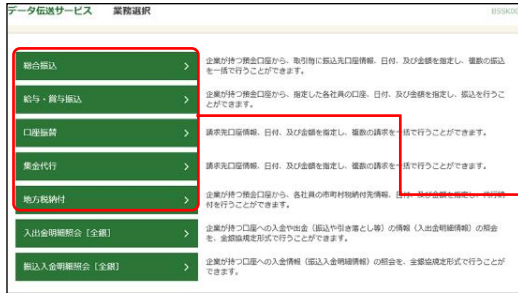 データ伝送サービス 業務選択 BSSK00
総合振込 >
企業が持つ預金口座から、取引毎に振込先口座情報、日付、及び金額を指定し、複数の振込
を一括で行うことができます。
給与・賞与振込 >
企業が持つ預金口座から、指定した各社員の口座、日付、及び金額を指定し、振込を行うこ
とができます。
口座振替 >
請求先口座情報、日付、及び金額を指定し、複数の請求を一括で行うことができます。
集金代行 >
請求先口座情報、日付、及び金額を指定し、複数の請求を一括で行うことができます。
地方税納付 >
企業が持つ預金口座から、各社員の市町村税納付先情報、日付、及び金額を指定し、代行納
付を行うことができます。
入出金明細照会[全銀] >
企業が持つ口座への入金や出金(振込や引き落とし等)の情報(入出金明細情報)の照会
を、全銀協規定形式で行うことができます。
振込入金明細照会[全銀] >
企業が持つ口座への入金情報(振込入金明細情報)の照会を、全銀協規定形式で行うことが
できます。